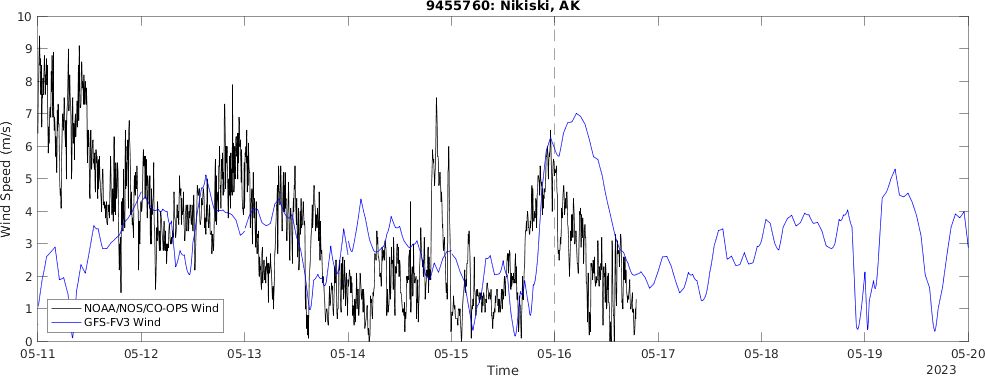 9455760: Nikiski, AK
10
9
8
7
6
5
4
3
2
1
0
Wind Speed (m/s)
NOAA/NOS/CO-OPS Wind
GFS-FV3 Wind
05-11 05-12 05-13 05-14 05-15 05-16 05-17 05-18 05-19 05-20
Time
2023